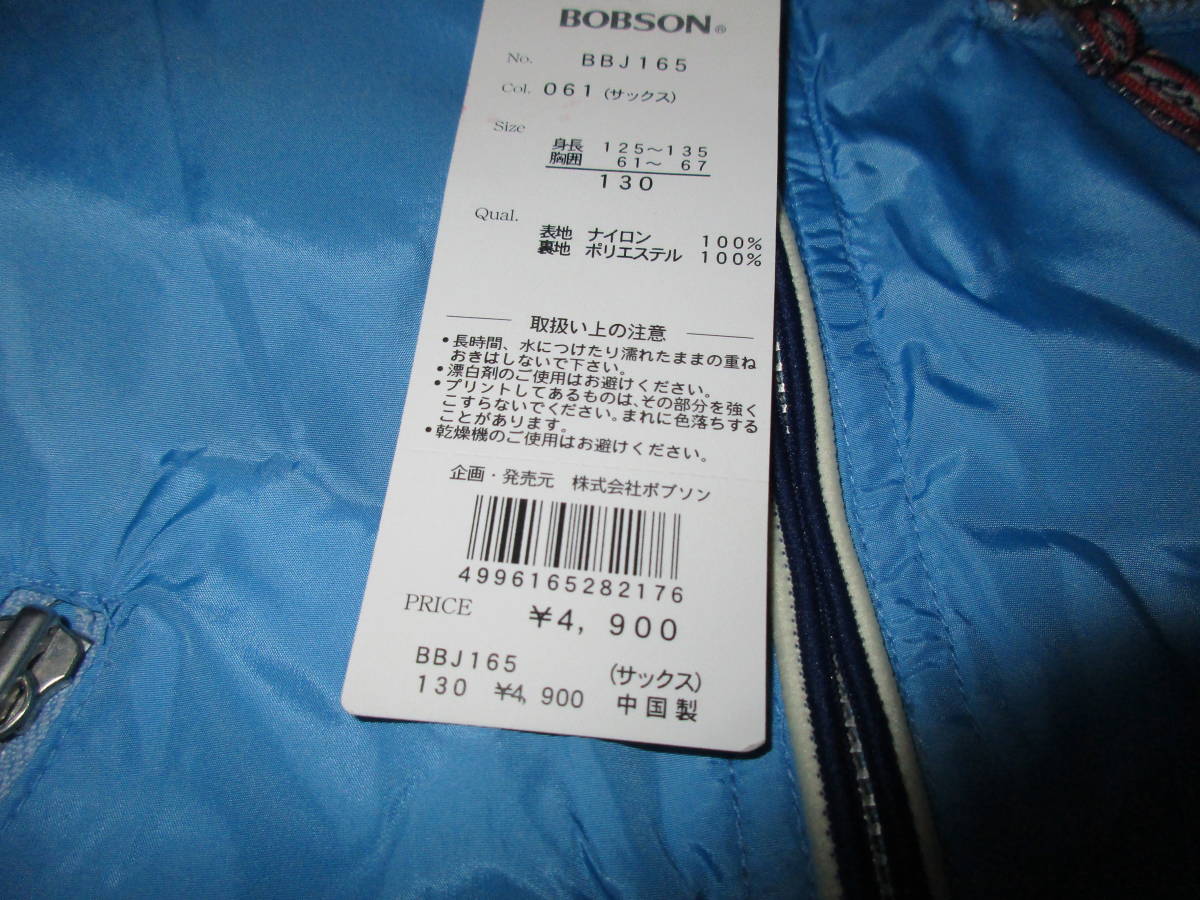 BOBSON®
No. BBJ165
Col. 061 (サックス)
Size
身長 125～135
胸囲 61～ 67
130
Qual.
表地 ナイロン 100%
裏地 ポリエステル 100%
取扱い上の注意
•長時間、水につけたり濡れたままの重ね
おきはしないで下さい。
•漂白剤のご使用はお避けください。
•プリントしてあるものは、その部分を強く
こすらないでください。まれに色落ちする
ことがあります。
•乾燥機のご使用はお避けください。
企画・発売元 株式会社ボブソン
4996165282176
PRICE ¥4, 900
BBJ165 (サックス)
130 ¥4, 900 中国製